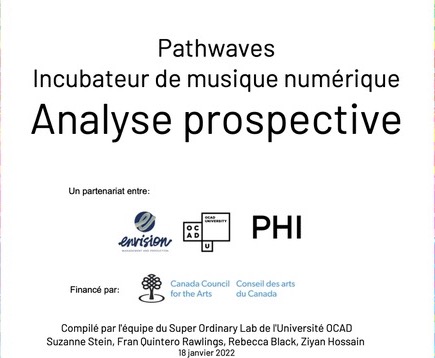 Pathwaves
Incubateur de musique numérique
Analyse prospective
Un partenariat entre:
envision
OCAD
UNIVERSITY
OC
AD
U
PHI
Financé par:
Canada Council
for the Arts
Conseil des arts
du Canada
Compilé par l'équipe du Super Ordinary Lab de l'Université OCAD
Suzanne Stein, Fran Quintero Rawlings, Rebecca Black, Ziyan Hossain
18 janvier 2022